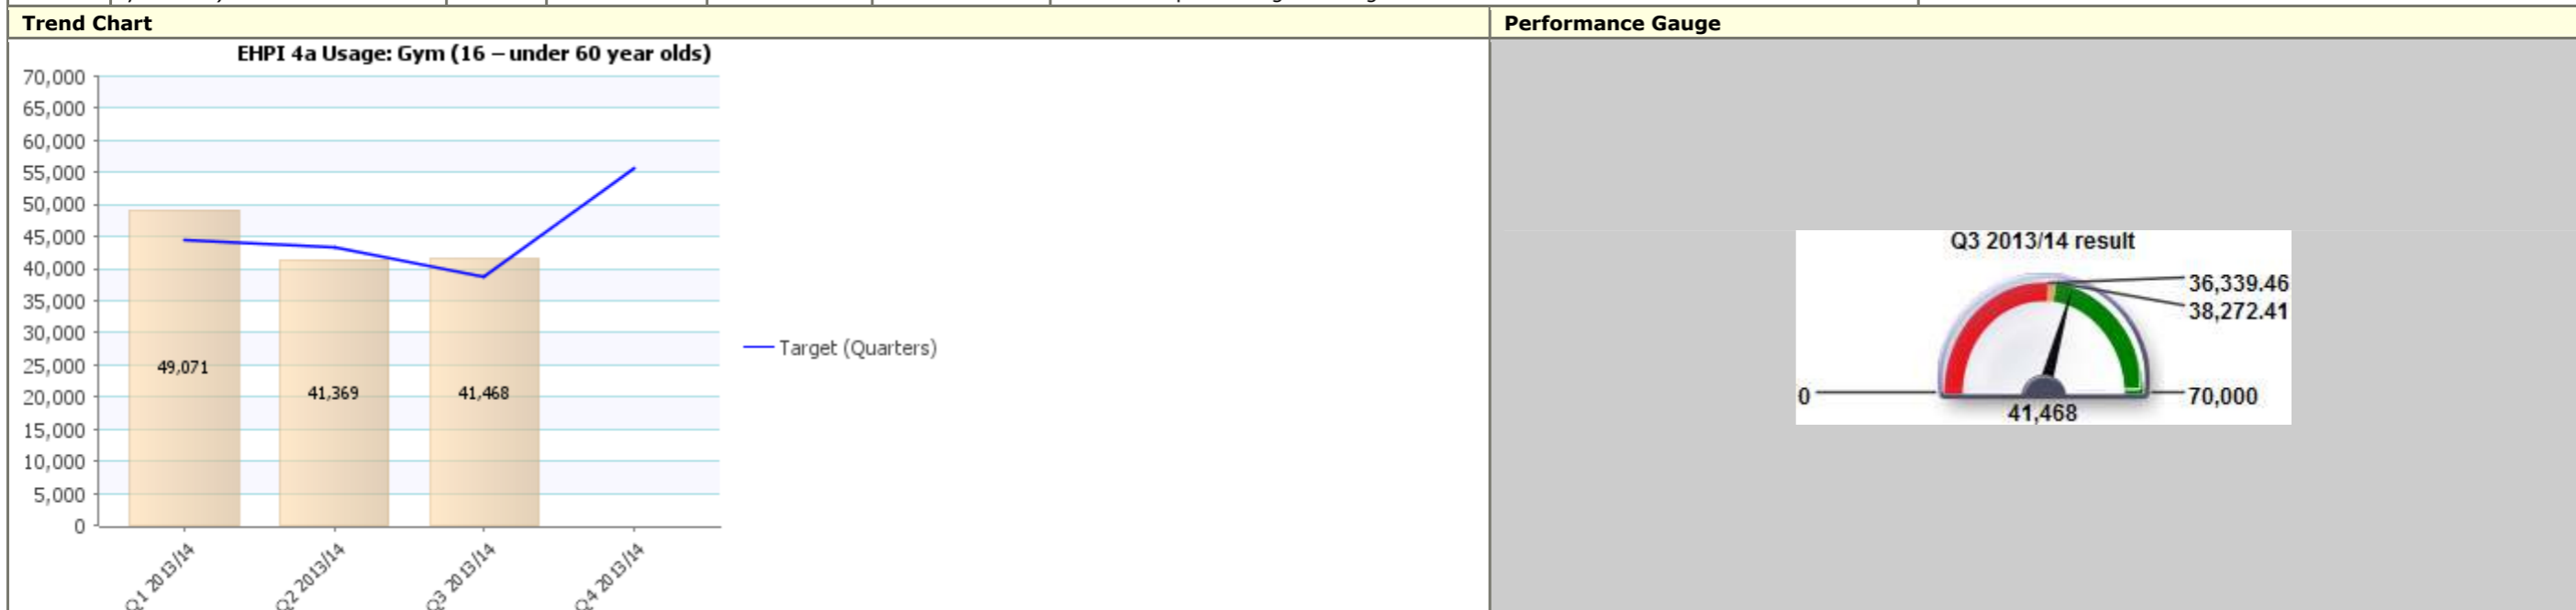 Trend Chart
Performance Gauge
EHPI 4a Usage: Gym (16 – under 60 year olds)
70,000
65,000
60,000
55,000
50,000
45,000
40,000
35,000
30,000
25,000
20,000
15,000
10,000
5,000
0
49,071
41,369
41,468
Q1 2013/14
Q2 2013/14
Q3 2013/14
Q4 2013/14
Target (Quarters)
Q3 2013/14 result
36,339.46
38,272.41
0
70,000
41,468